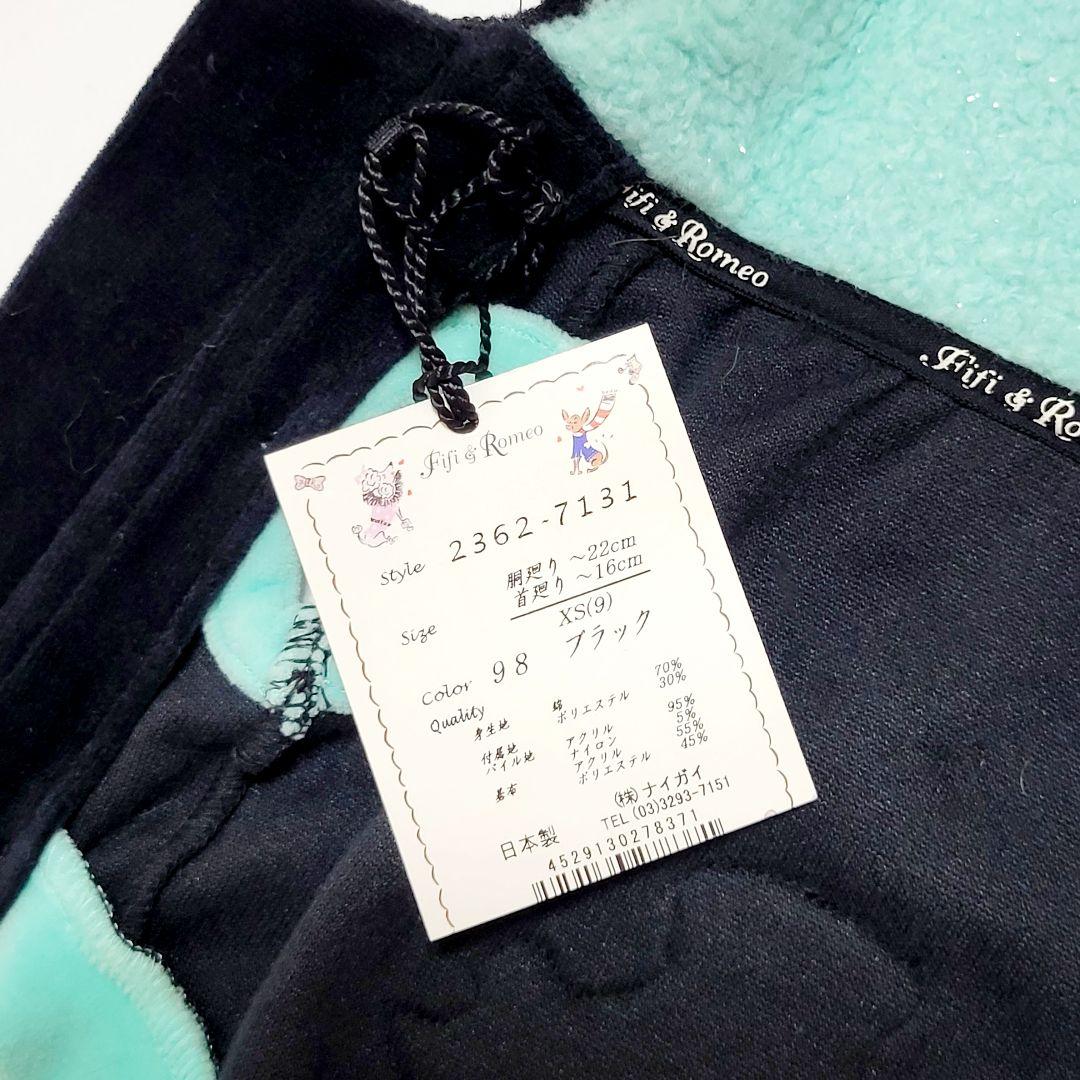 Fifi & Romeo
Fifi & Ro
Fifi & Romeo
Style 2362-7131
胴廻り ~22cm
首廻り ~16cm
Size XS(9)
Color 98 ブラック
Quality
身生地 綿 70%
ポリエステル 30%
付属地 アクリル 95%
パイル地 ナイロン 5%
アクリル 55%
基布 ポリエステル 45%
(株)ナイガイ
日本製 TEL (03)3293-7151
4529130278371